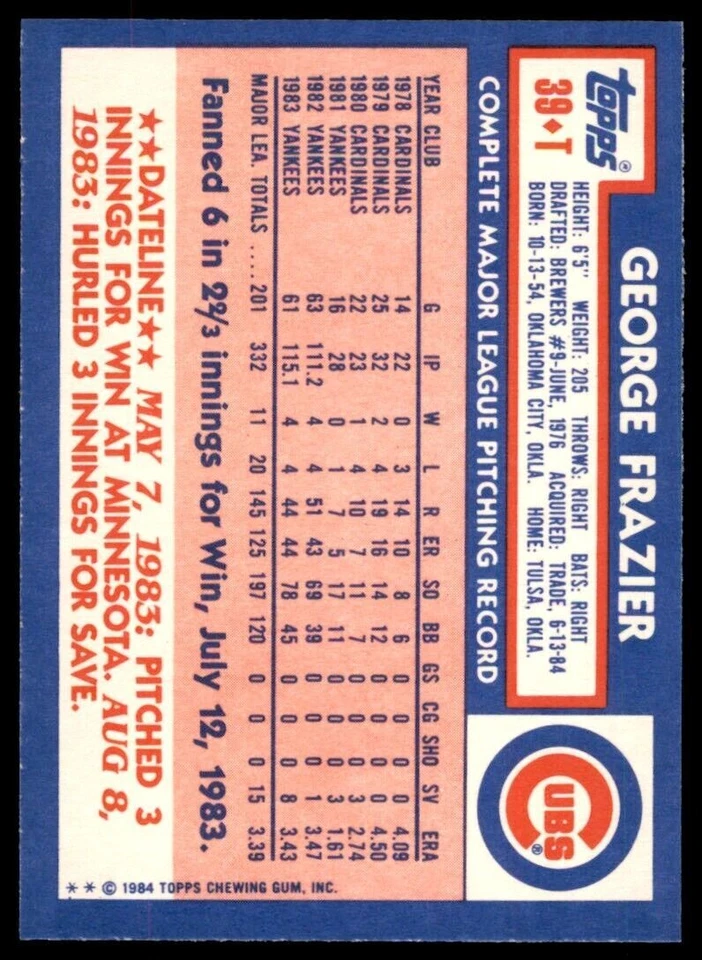 GEORGE FRAZIER
topps®
39♦T
HEIGHT: 6'5" WEIGHT: 205 THROWS: RIGHT BATS: RIGHT
DRAFTED: BREWERS #9-JUNE, 1976 ACQUIRED: TRADE, 6-13-84
BORN: 10-13-54, OKLAHOMA CITY, OKLA. HOME: TULSA, OKLA.
CUBS®
COMPLETE MAJOR LEAGUE PITCHING RECORD
YEAR CLUB G IP W L R ER SO BB GS CG SHO SV ERA
1978 CARDINALS 14 22 0 3 14 10 8 6 0 0 0 0 4.09
1979 CARDINALS 25 32 2 4 19 16 14 12 0 0 0 0 4.50
1980 CARDINALS 22 23 1 4 10 7 11 7 0 0 0 3 2.74
1981 YANKEES 16 28 0 1 7 5 17 11 0 0 0 3 1.61
1982 YANKEES 63 111.2 4 4 51 43 69 39 0 0 0 1 3.47
1983 YANKEES 61 115.1 4 4 44 44 78 45 0 0 0 8 3.43
MAJOR LEA. TOTALS .... 201 332 11 20 145 125 197 120 0 0 0 15 3.39
Fanned 6 in 2⅔ innings for Win, July 12, 1983.
★★DATELINE★★ MAY 7, 1983: PITCHED 3
INNINGS FOR WIN AT MINNESOTA. AUG 8,
1983: HURLED 3 INNINGS FOR SAVE.
** © 1984 TOPPS CHEWING GUM, INC.